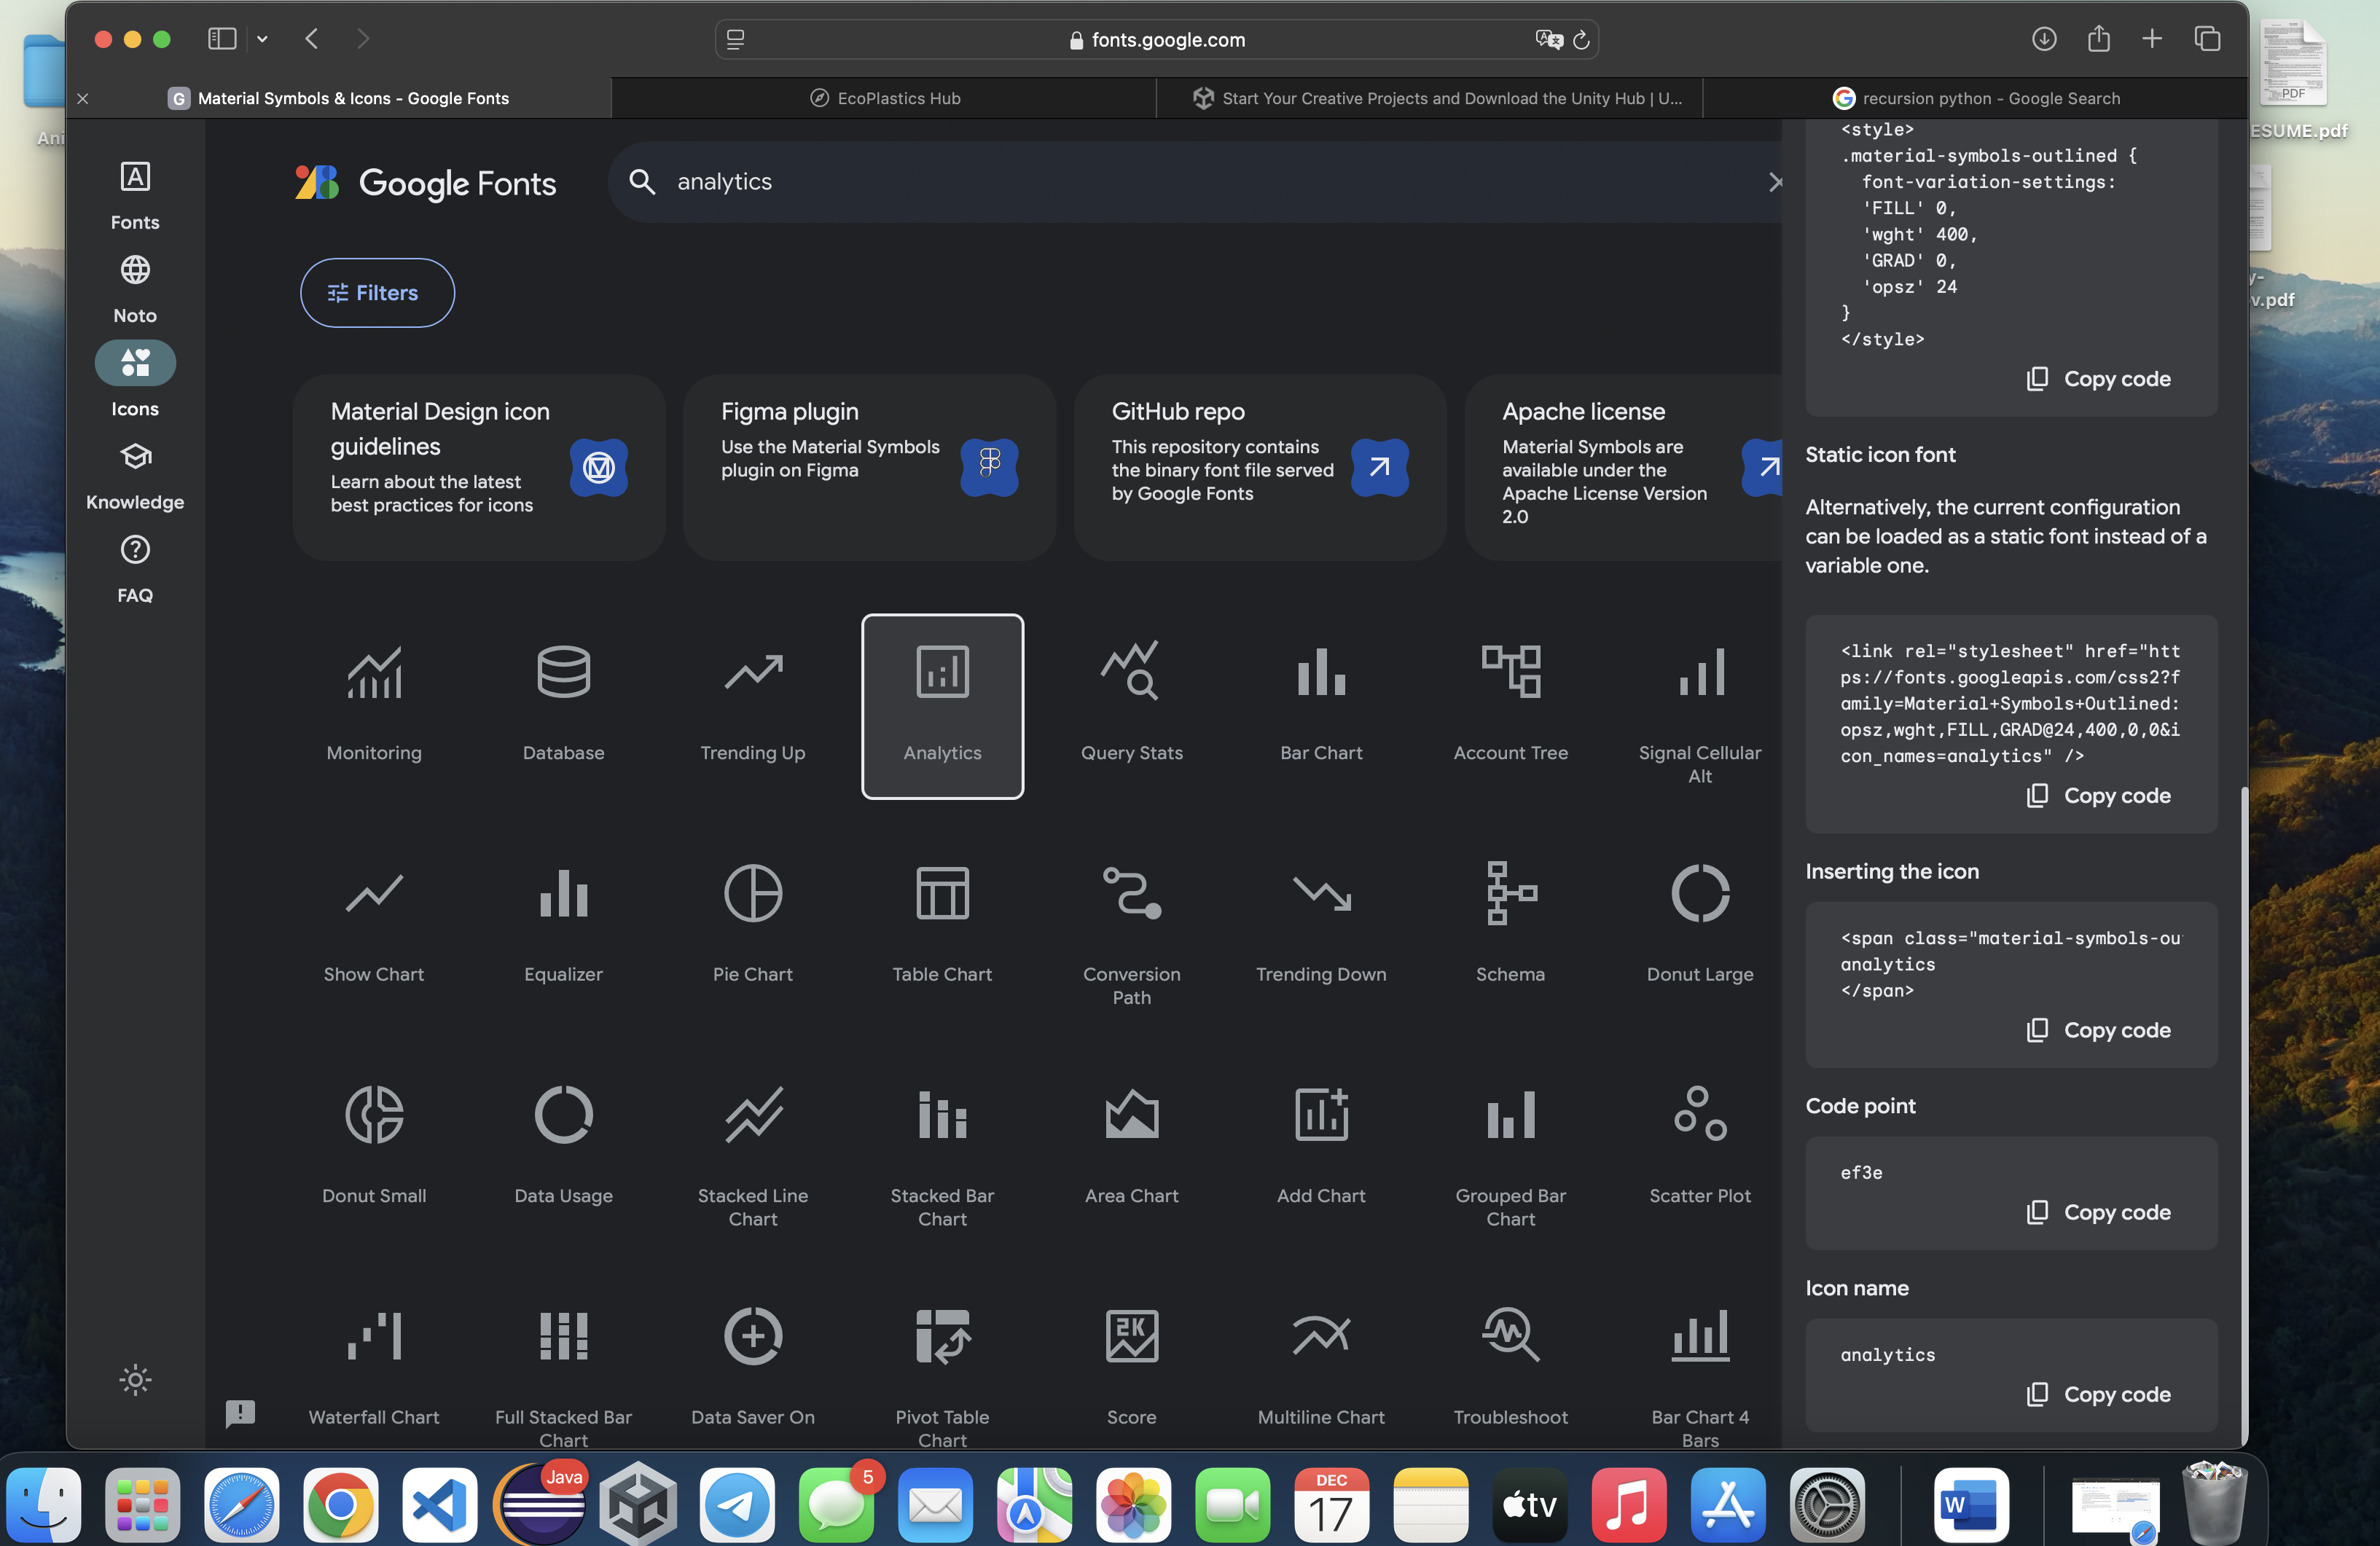 fonts.google.com
G Material Symbols & Icons - Google Fonts
EcoPlastics Hub
Start Your Creative Projects and Download the Unity Hub | U...
recursion python - Google Search
Fonts
Noto
Icons
Knowledge
FAQ
Google Fonts
analytics
Filters
Material Design icon
guidelines
Learn about the latest
best practices for icons
Figma plugin
Use the Material Symbols
plugin on Figma
GitHub repo
This repository contains
the binary font file served
by Google Fonts
Apache license
Material Symbols are
available under the
Apache License Version
2.0
Monitoring
Database
Trending Up
Analytics
Query Stats
Bar Chart
Account Tree
Signal Cellular
Alt
Show Chart
Equalizer
Pie Chart
Table Chart
Conversion
Path
Trending Down
Schema
Donut Large
Donut Small
Data Usage
Stacked Line
Chart
Stacked Bar
Chart
Area Chart
Add Chart
Grouped Bar
Chart
Scatter Plot
2K
Waterfall Chart
Full Stacked Bar
Chart
Data Saver On
Pivot Table
Chart
Score
Multiline Chart
Troubleshoot
Bar Chart 4
Bars
<style>
.material-symbols-outlined {
font-variation-settings:
'FILL' 0,
'wght' 400,
'GRAD' 0,
'opsz' 24
}
</style>
Copy code
Static icon font
Alternatively, the current configuration
can be loaded as a static font instead of a
variable one.
<link rel="stylesheet" href="htt
ps://fonts.googleapis.com/css2?f
amily=Material+Symbols+Outlined:
opsz,wght,FILL,GRAD@24,400,0,0&i
con_names=analytics" />
Copy code
Inserting the icon
<span class="material-symbols-ou
analytics
</span>
Copy code
Code point
ef3e
Copy code
Icon name
analytics
Copy code
Ani
PDF
ESUME.pdf
y-
v.pdf
Java
5
DEC
17
tv
W